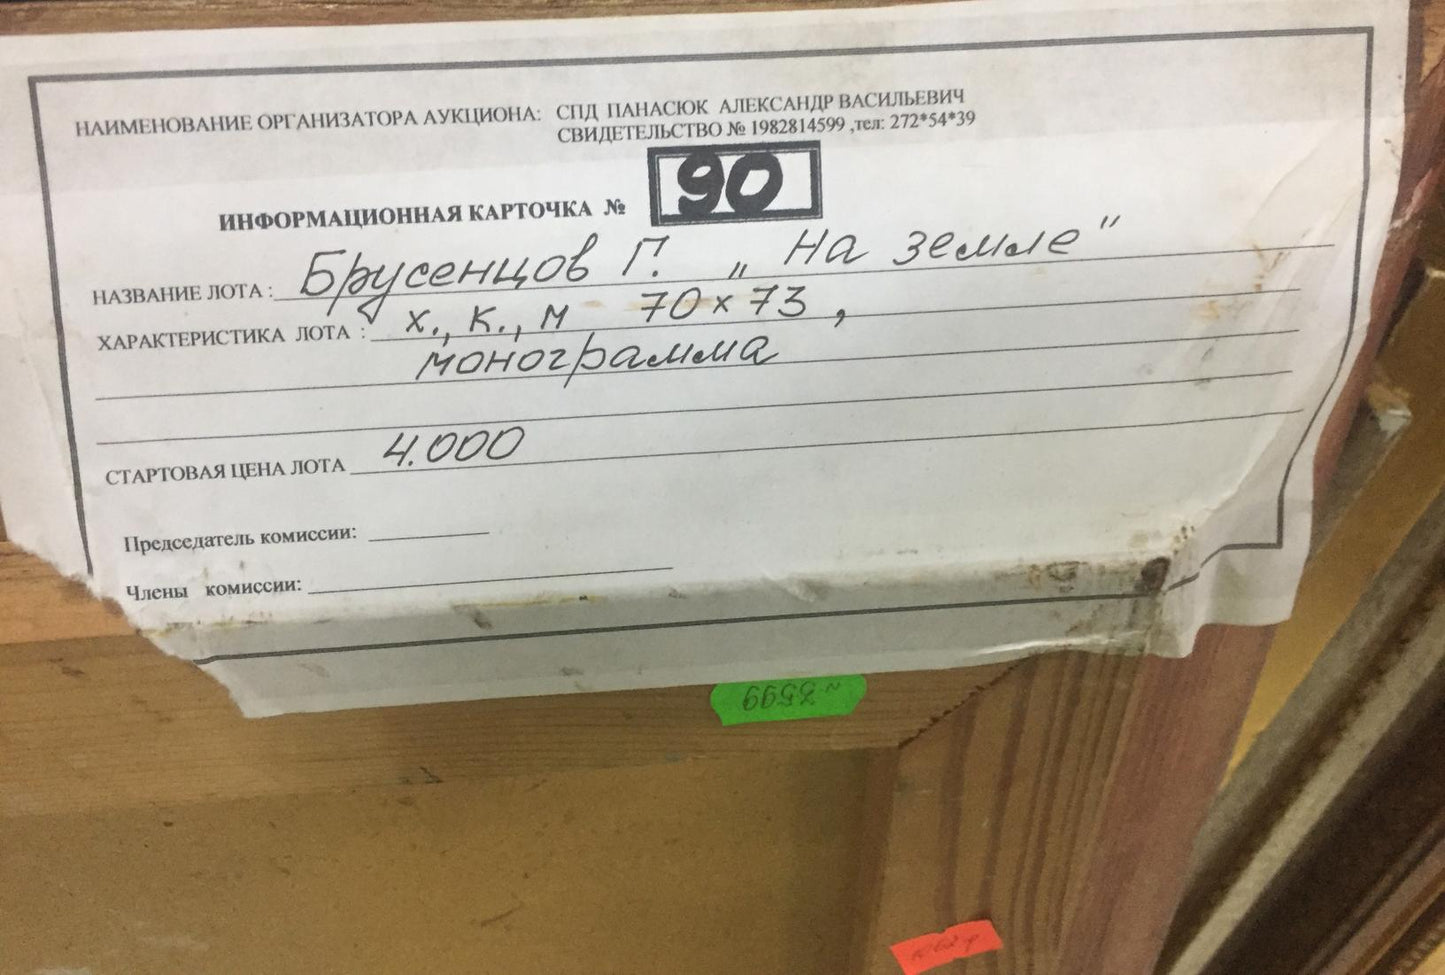 НАИМЕНОВАНИЕ ОРГАНИЗАТОРА АУКЦИОНА: СПД ПАНАСЮК АЛЕКСАНДР ВАСИЛЬЕВИЧ
СВИДЕТЕЛЬСТВО № 1982814599 ,тел: 272*54*39
ИНФОРМАЦИОННАЯ КАРТОЧКА № 90
НАЗВАНИЕ ЛОТА : Брусенцов Г. „На земле"
ХАРАКТЕРИСТИКА ЛОТА : х., к., м 70 x 73 ,
монограмма
СТАРТОВАЯ ЦЕНА ЛОТА 4.000
Председатель комиссии:
Члены комиссии: